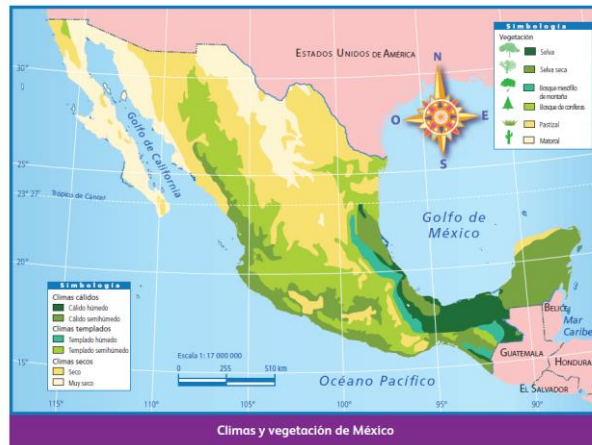 Simbología
Vegetación
Selva
Selva seca
Bosque mesófilo
de montaña
Bosque de coníferas
Pastizal
Matorral
ESTADOS UNIDOS DE AMÉRICA
N
O
E
S
30°
25°
23° 27'
20°
15°
Golfo de California
Trópico de Cáncer
Golfo de
México
BELICE
Mar
Caribe
GUATEMALA
HONDURA
EL SALVADOR
Océano Pacífico
Simbología
Climas cálidos
Cálido húmedo
Cálido semihúmedo
Climas templados
Templado húmedo
Templado semihúmedo
Climas secos
Seco
Muy seco
Escala 1: 17 000 000
0 255 510 km
115° 110° 105° 100° 95° 90°
Climas y vegetación de México